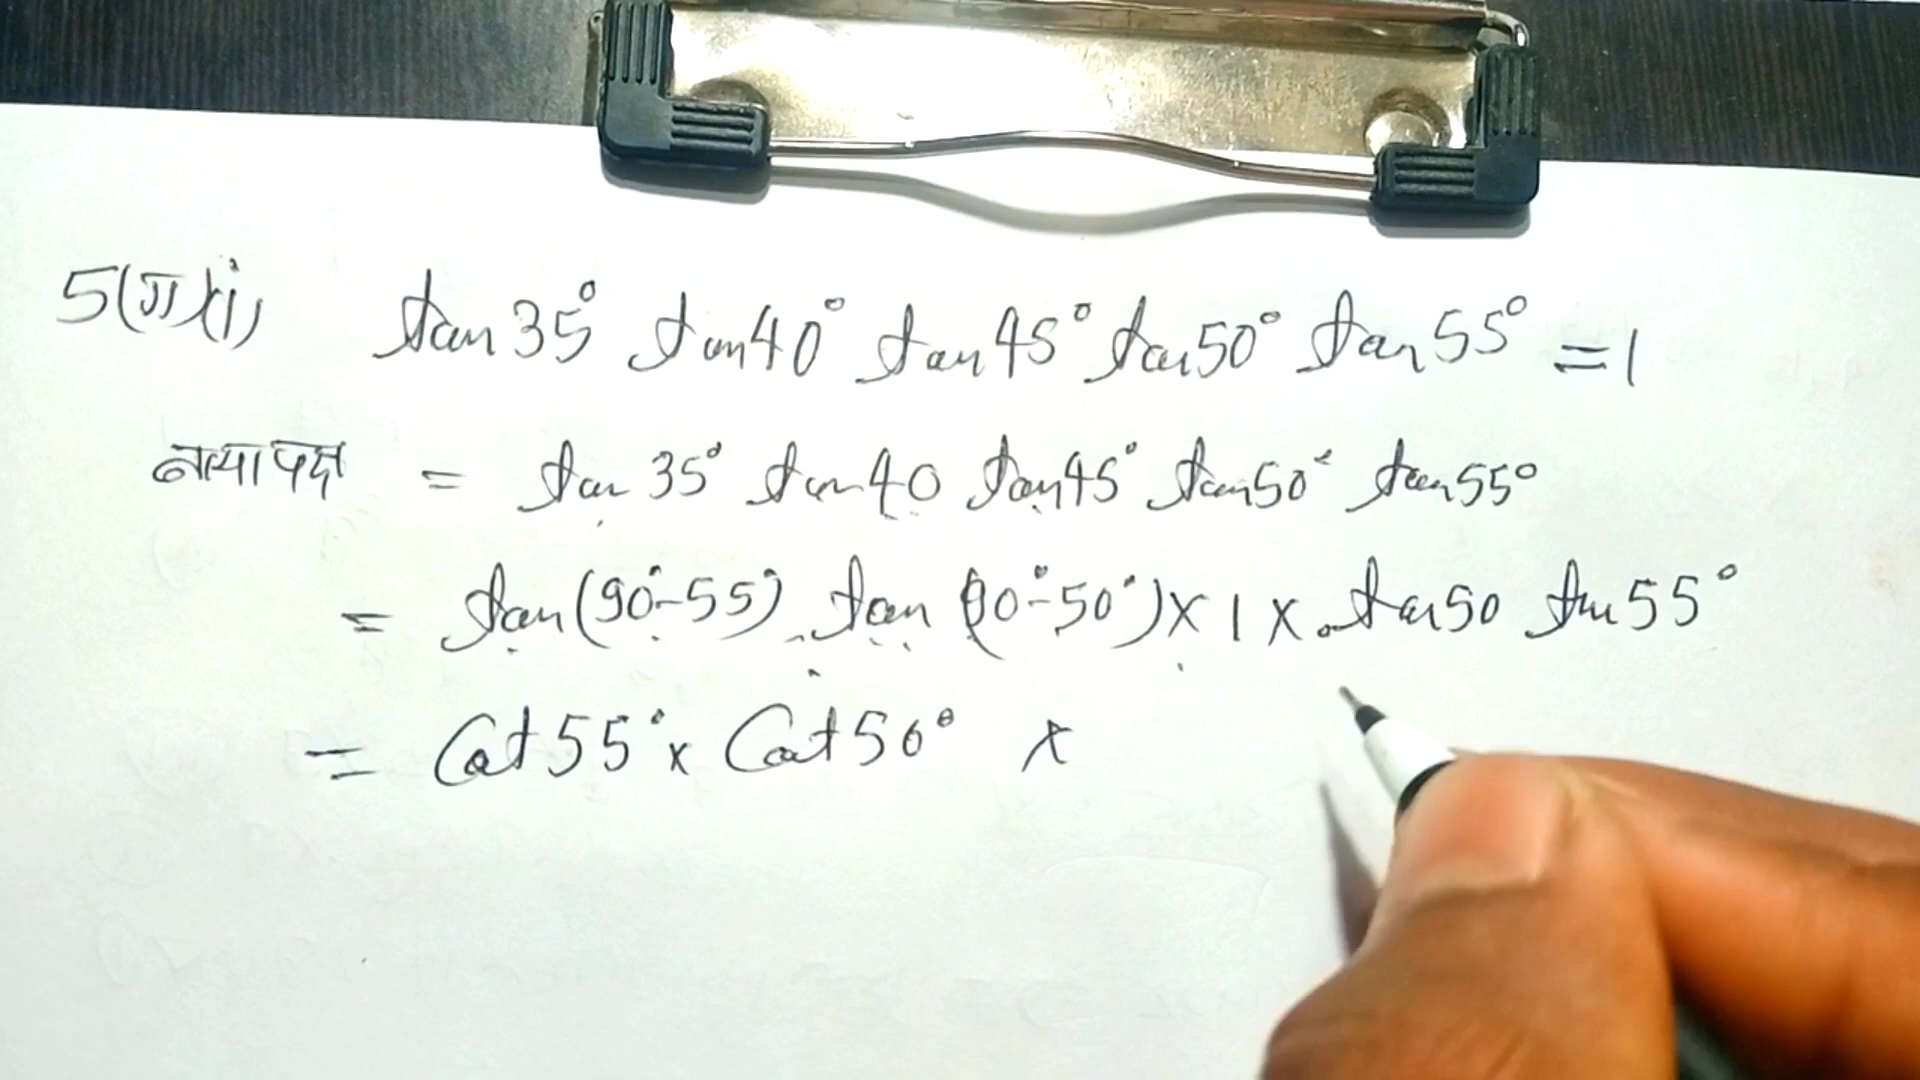 5(ग)(i) tan 35° tan 40° tan 45° tan 50° tan 55° = 1
बायाँ पक्ष = tan 35° tan 40 tan 45° tan 50° tan 55°
= tan (90°-55°) tan (90°-50°) × 1 × tan 50 tan 55°
= Cot 55° × Cot 50° ×